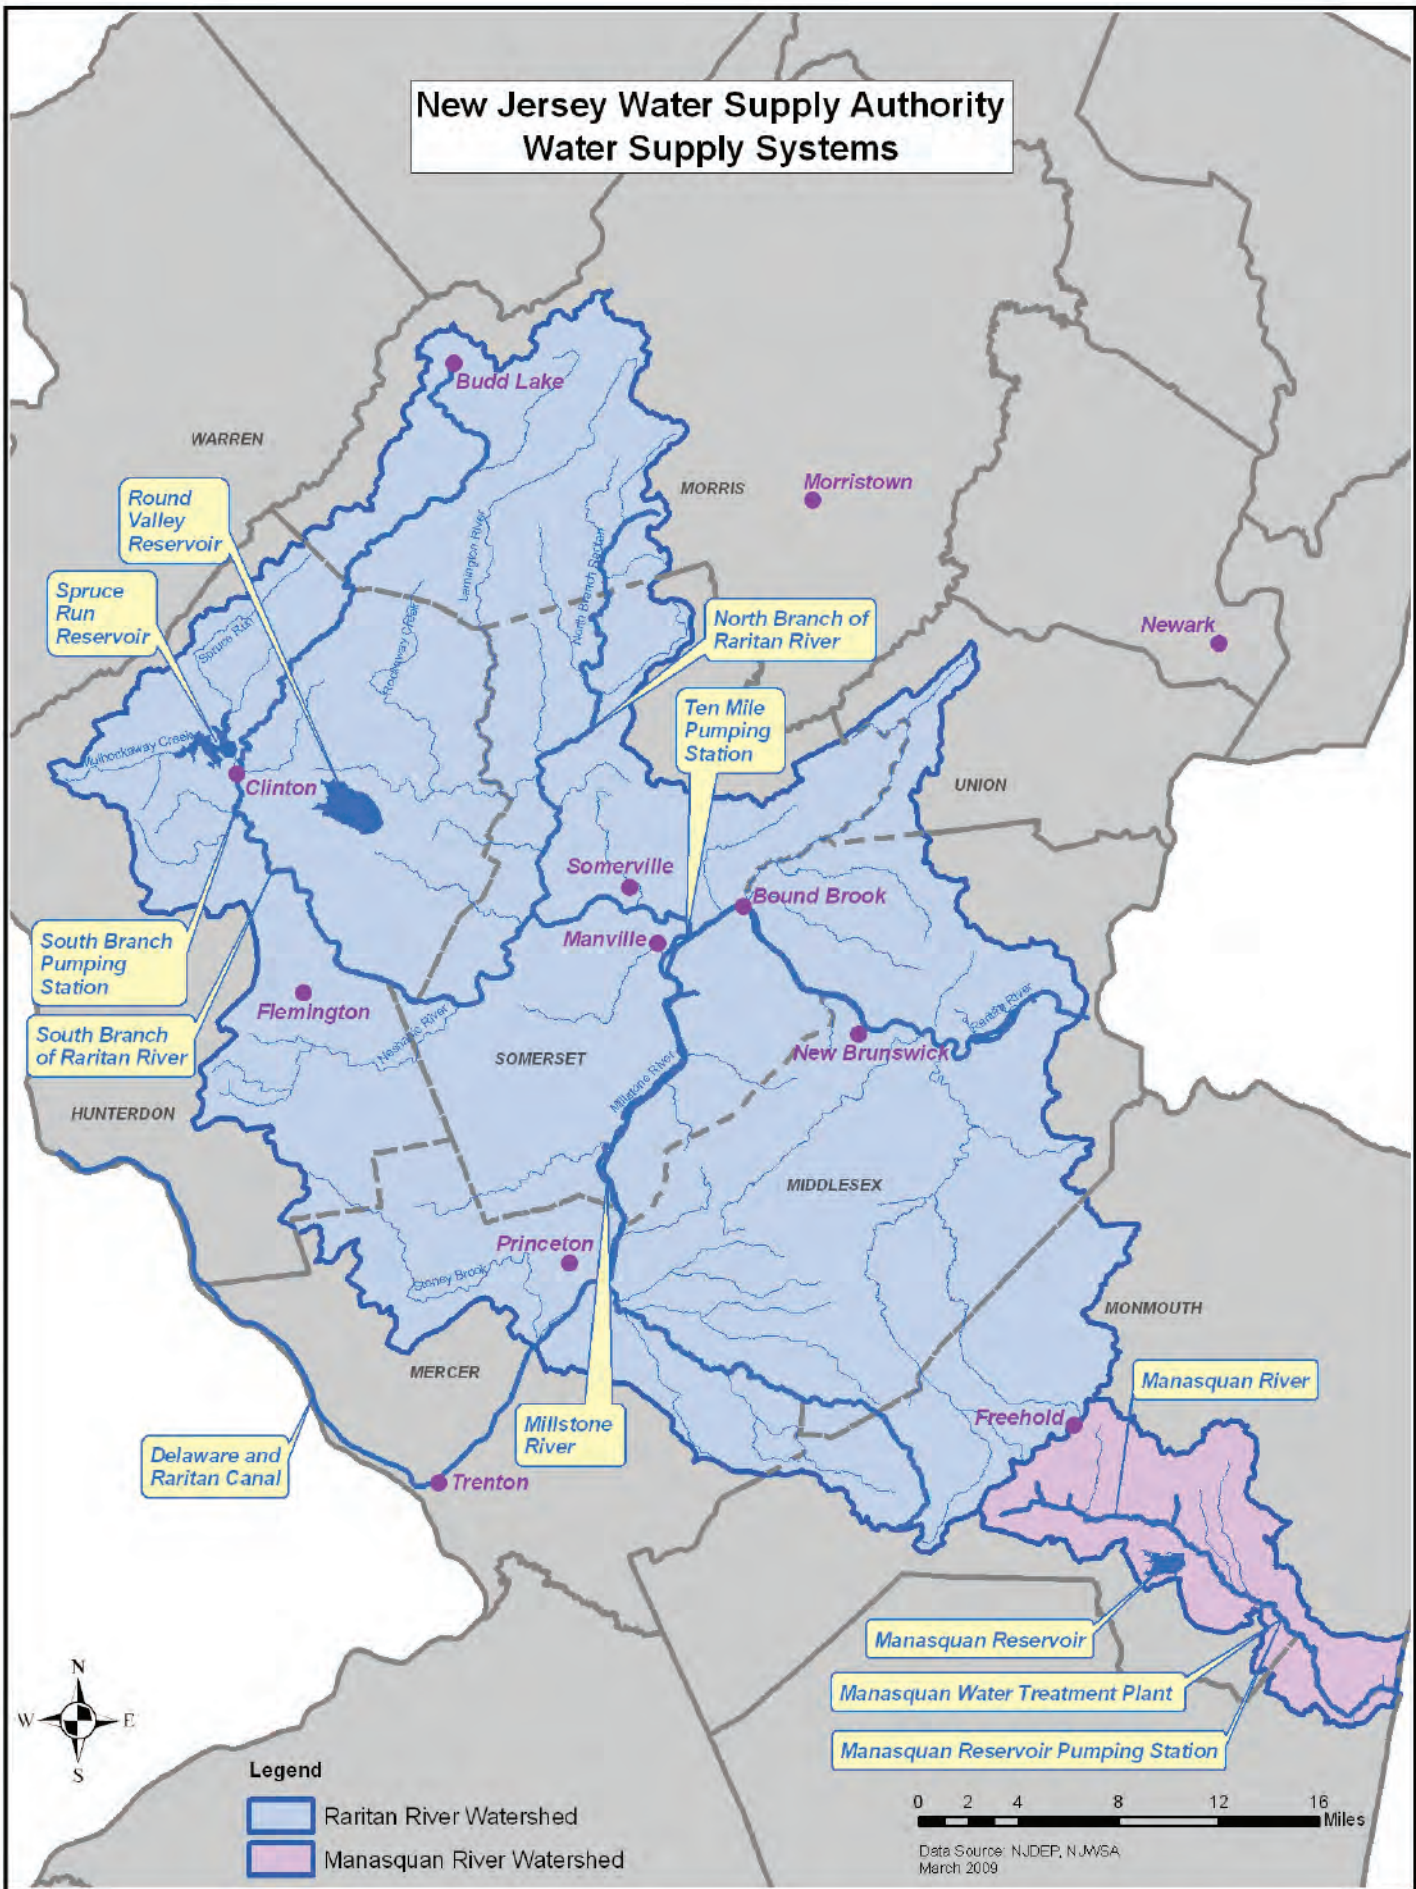 New Jersey Water Supply Authority
Water Supply Systems
Budd Lake
WARREN
Round
Valley
Reservoir
MORRIS
Morristown
Lamington River
North Branch Raritan
Spruce
Run
Reservoir
Spruce Run
Rockaway Creek
North Branch of
Raritan River
Newark
Ten Mile
Pumping
Station
Mulhockaway Creek
Clinton
UNION
Somerville
Bound Brook
Manville
South Branch
Pumping
Station
Flemington
South Branch
of Raritan River
Neshanic River
SOMERSET
Raritan River
New Brunswick
Millstone River
HUNTERDON
MIDDLESEX
Princeton
Stoney Brook
MONMOUTH
MERCER
Manasquan River
Millstone
River
Freehold
Delaware and
Raritan Canal
Trenton
Manasquan Reservoir
Manasquan Water Treatment Plant
Manasquan Reservoir Pumping Station
N
W E
S
Legend
Raritan River Watershed
Manasquan River Watershed
0 2 4 8 12 16
Miles
Data Source: NJDEP, NJWSA
March 2009